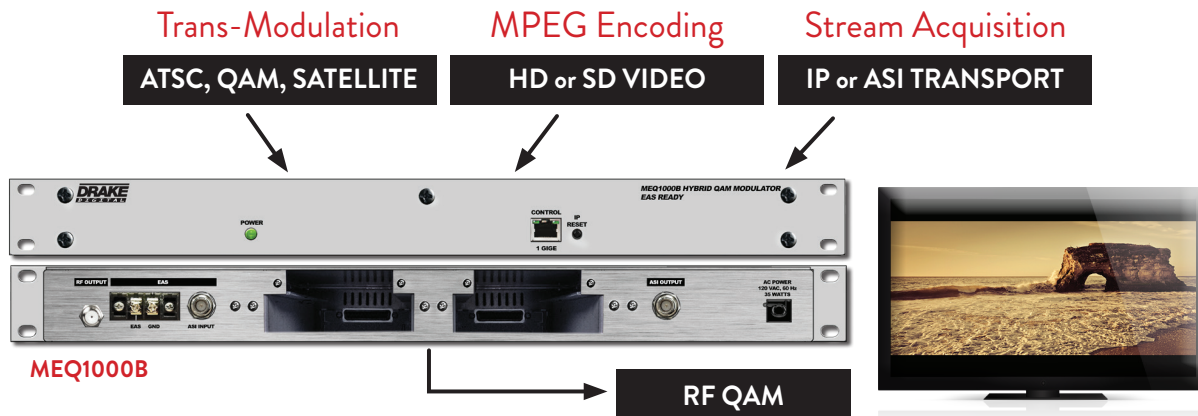 Trans-Modulation
MPEG Encoding
Stream Acquisition
ATSC, QAM, SATELLITE
HD or SD VIDEO
IP or ASI TRANSPORT
DRAKE
DIGITAL
MEQ1000B HYBRID QAM MODULATOR
EAS READY
POWER
CONTROL
IP
RESET
1 GIGE
RF OUTPUT
EAS
EAS GND
ASI INPUT
ASI OUTPUT
AC POWER
120 VAC, 60 Hz
35 WATTS
MEQ1000B
RF QAM